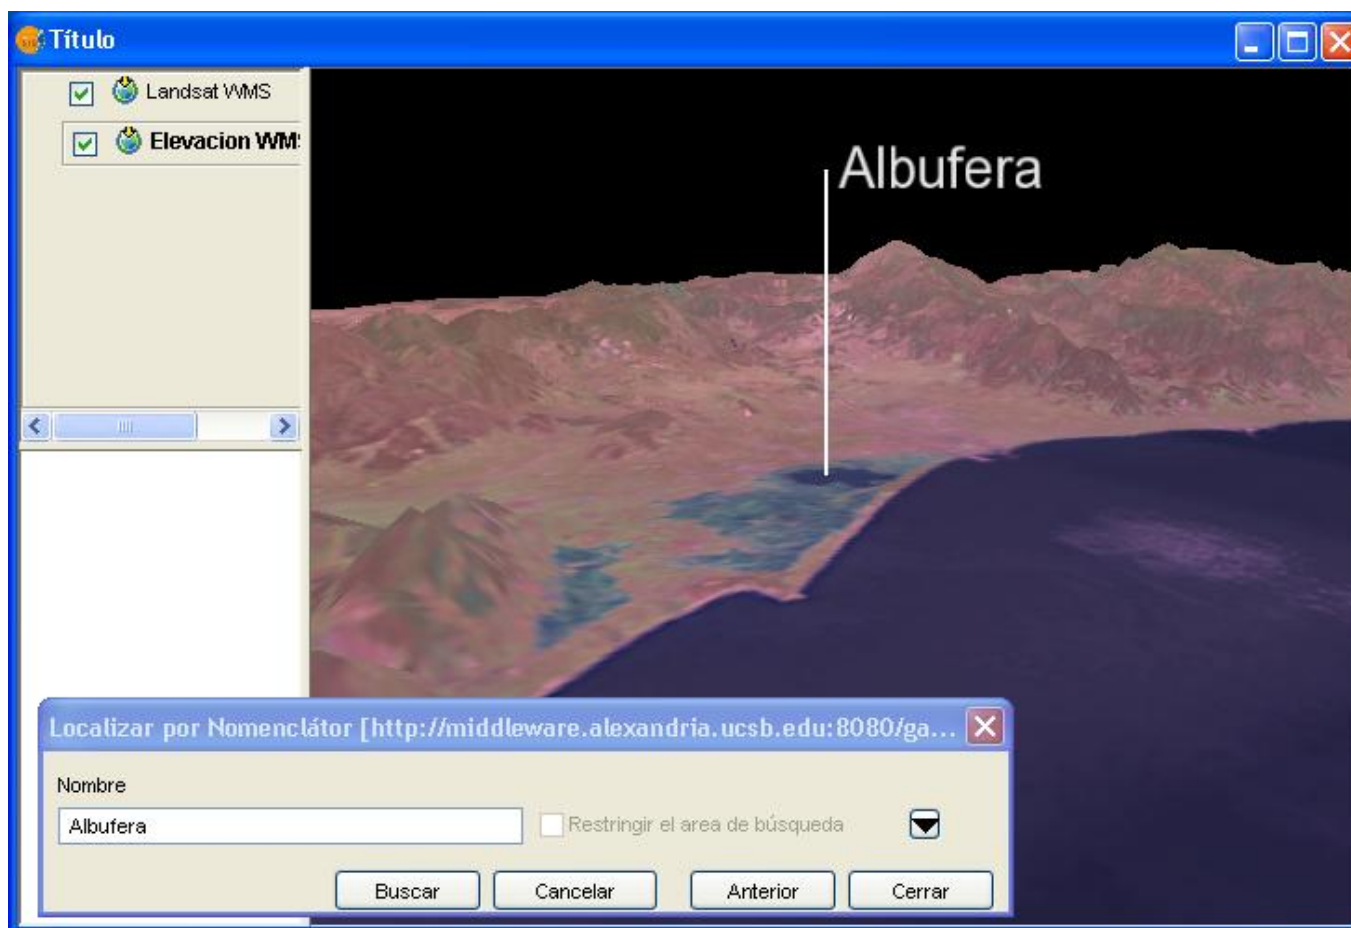 Título
Landsat WMS
Elevacion WMS
Albufera
Localizar por Nomenclátor [http://middleware.alexandria.ucsb.edu:8080/ga...
Nombre
Albufera
Restringir el area de búsqueda
Buscar Cancelar Anterior Cerrar